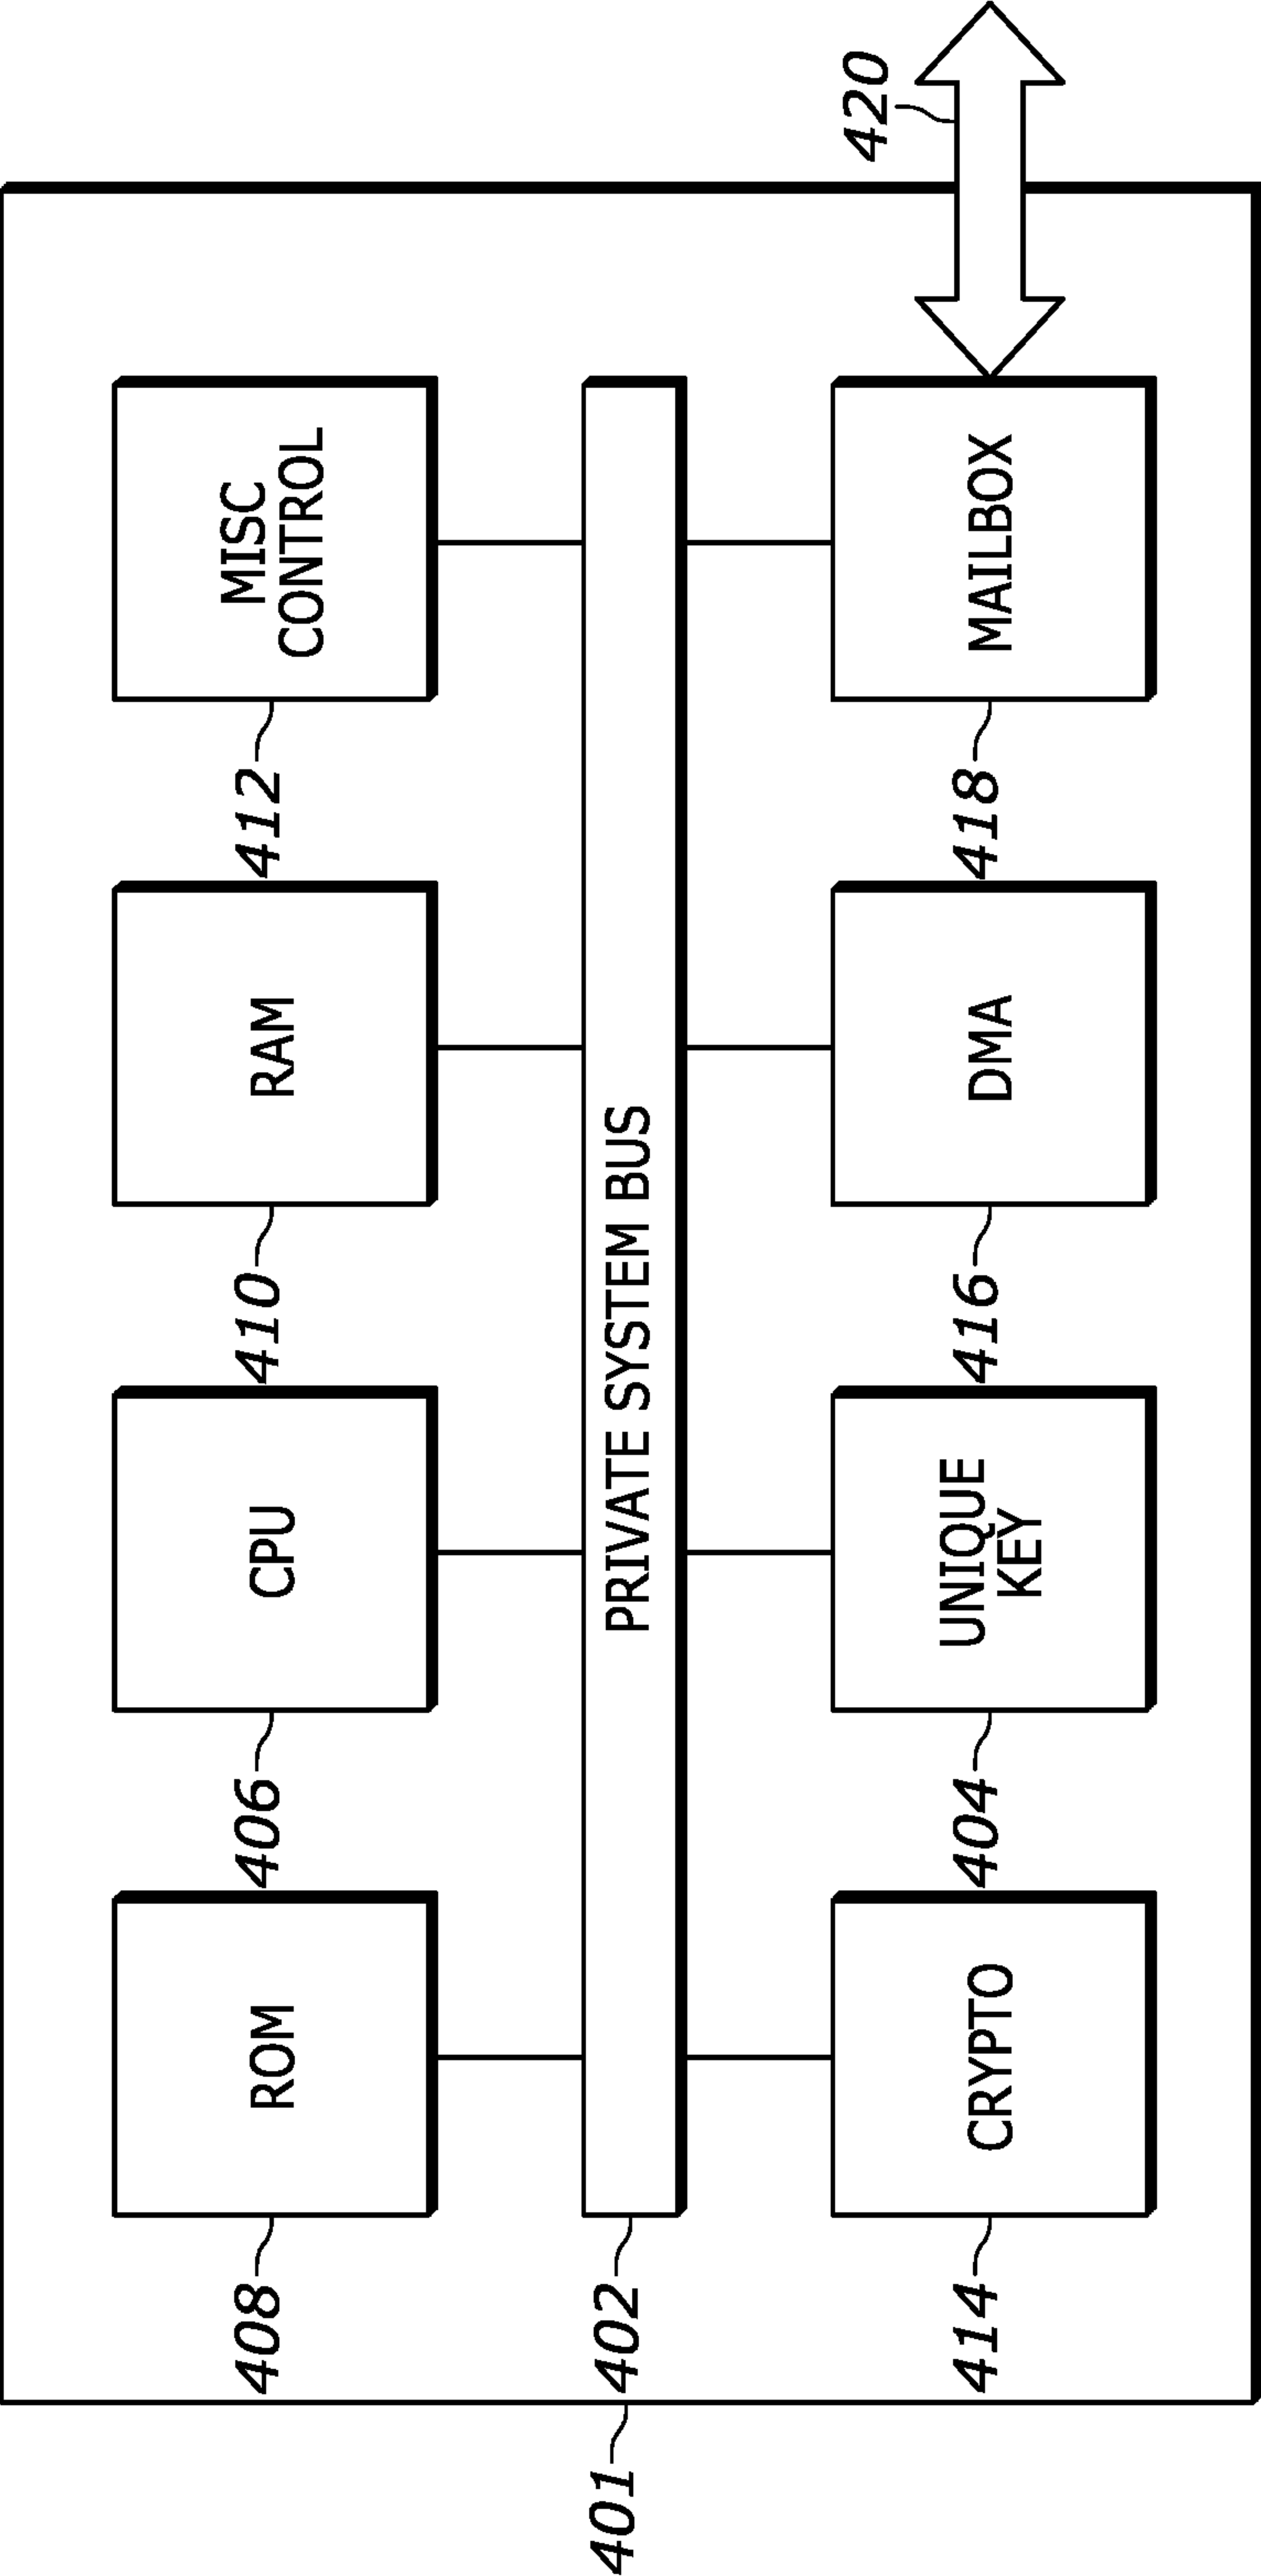 408
ROM
406
CPU
410
RAM
412
MISC
CONTROL
401
402
PRIVATE SYSTEM BUS
420
414
CRYPTO
404
UNIQUE
KEY
416
DMA
418
MAILBOX